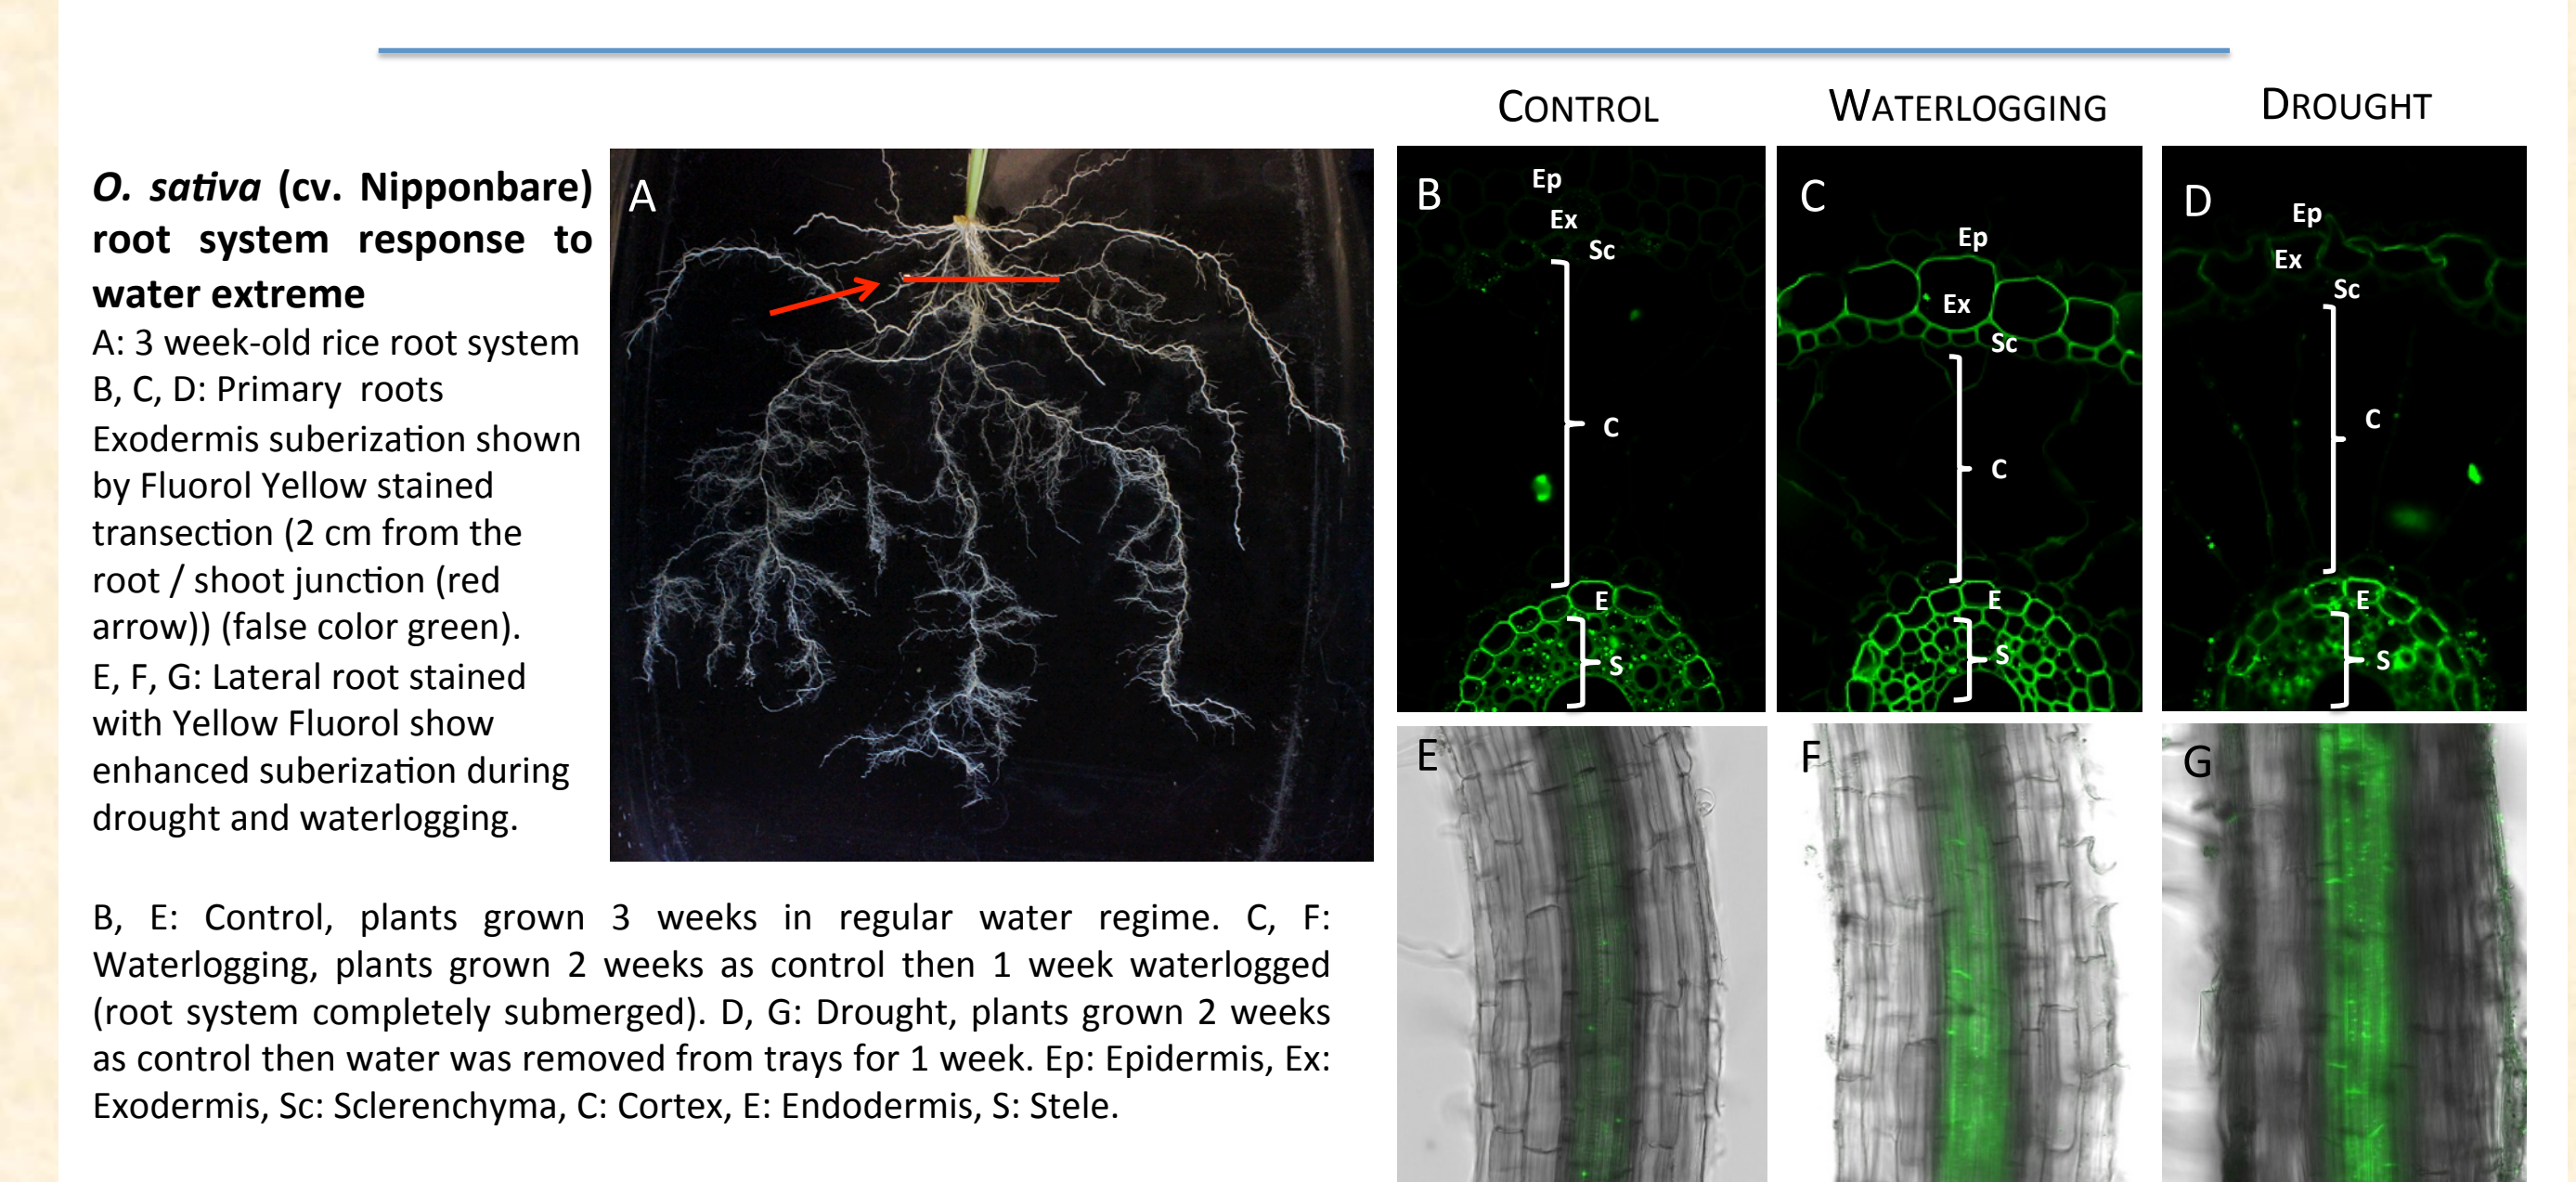 CONTROL
WATERLOGGING
DROUGHT
O. sativa (cv. Nipponbare)
root system response to
water extreme
A: 3 week-old rice root system
B, C, D: Primary roots
Exodermis suberization shown
by Fluorol Yellow stained
transection (2 cm from the
root / shoot junction (red
arrow)) (false color green).
E, F, G: Lateral root stained
with Yellow Fluorol show
enhanced suberization during
drought and waterlogging.
A
B
Ep
Ex
Sc
C
E
S
C
Ep
Ex
Sc
C
E
S
D
Ep
Ex
Sc
C
E
S
E
F
G
B, E: Control, plants grown 3 weeks in regular water regime. C, F:
Waterlogging, plants grown 2 weeks as control then 1 week waterlogged
(root system completely submerged). D, G: Drought, plants grown 2 weeks
as control then water was removed from trays for 1 week. Ep: Epidermis, Ex:
Exodermis, Sc: Sclerenchyma, C: Cortex, E: Endodermis, S: Stele.